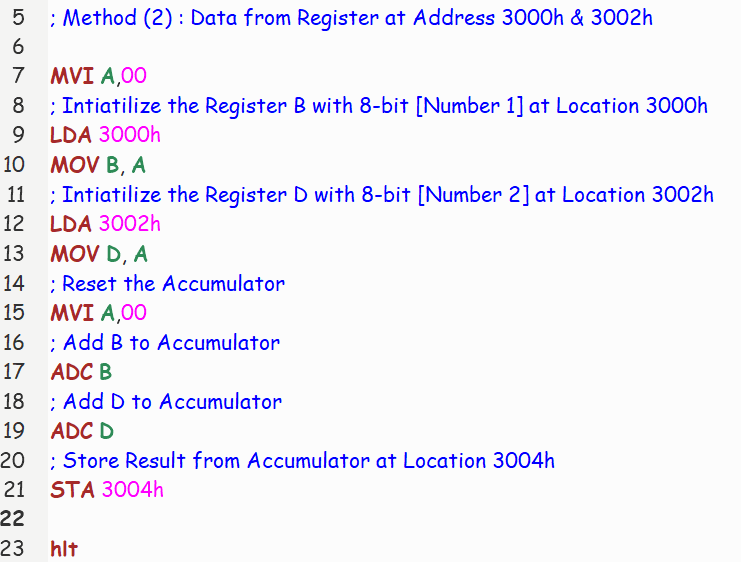 5 ; Method (2) : Data from Register at Address 3000h & 3002h
6
7 MVI A,00
8 ; Intiatilize the Register B with 8-bit [Number 1] at Location 3000h
9 LDA 3000h
10 MOV B, A
11 ; Intiatilize the Register D with 8-bit [Number 2] at Location 3002h
12 LDA 3002h
13 MOV D, A
14 ; Reset the Accumulator
15 MVI A,00
16 ; Add B to Accumulator
17 ADC B
18 ; Add D to Accumulator
19 ADC D
20 ; Store Result from Accumulator at Location 3004h
21 STA 3004h
22
23 hlt